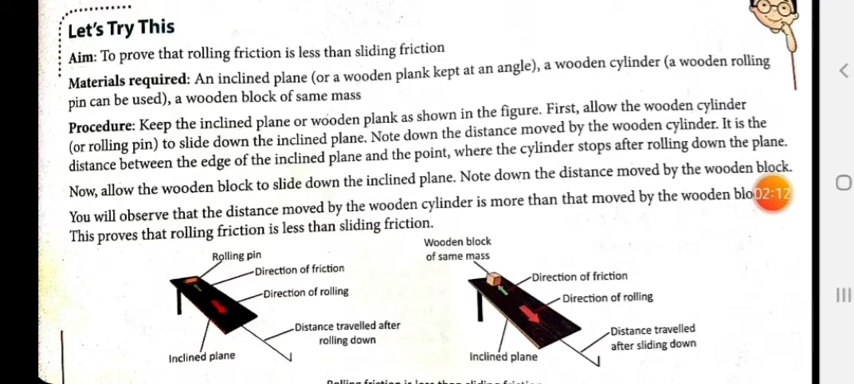 Let's Try This
Aim: To prove that rolling friction is less than sliding friction
Materials required: An inclined plane (or a wooden plank kept at an angle), a wooden cylinder (a wooden rolling
pin can be used), a wooden block of same mass
Procedure: Keep the inclined plane or wooden plank as shown in the figure. First, allow the wooden cylinder
(or rolling pin) to slide down the inclined plane. Note down the distance moved by the wooden cylinder. It is the
distance between the edge of the inclined plane and the point, where the cylinder stops after rolling down the plane.
Now, allow the wooden block to slide down the inclined plane. Note down the distance moved by the wooden block.
You will observe that the distance moved by the wooden cylinder is more than that moved by the wooden blo
02:12
This proves that rolling friction is less than sliding friction.
Rolling pin
Direction of friction
Direction of rolling
Distance travelled after
rolling down
Inclined plane
Wooden block
of same mass
Direction of friction
Direction of rolling
Distance travelled
after sliding down
Inclined plane